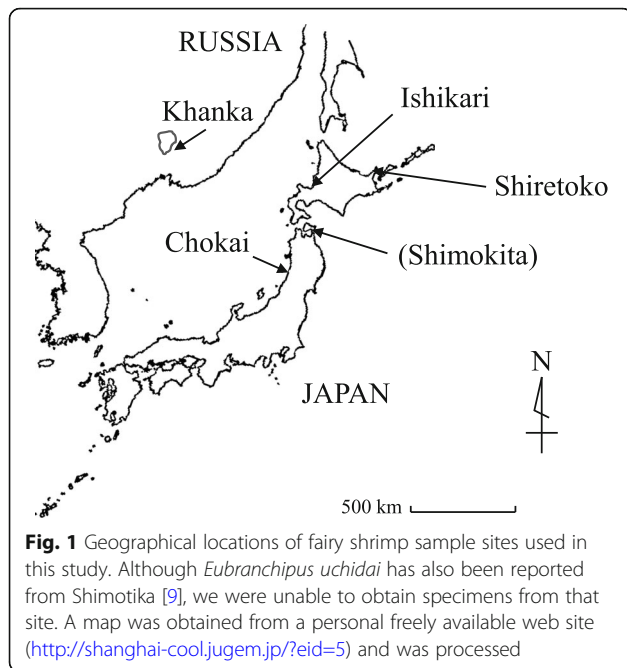 RUSSIA
Khanka
Ishikari
Shiretoko
Chokai
(Shimokita)
N
JAPAN
500 km
Fig. 1 Geographical locations of fairy shrimp sample sites used in
this study. Although Eubranchipus uchidai has also been reported
from Shimotika [9], we were unable to obtain specimens from that
site. A map was obtained from a personal freely available web site
(http://shanghai-cool.jugem.jp/?eid=5) and was processed